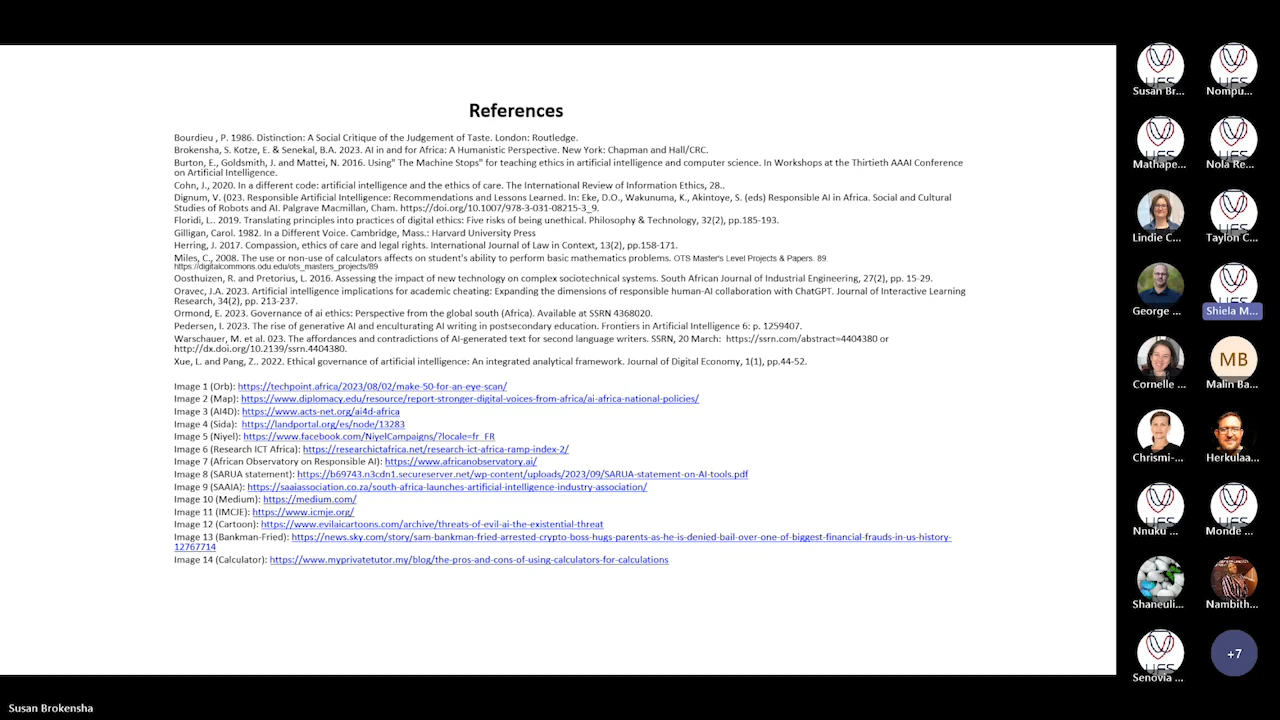 References
Bourdieu , P. 1986. Distinction: A Social Critique of the Judgement of Taste. London: Routledge.
Brokensha, S. Kotze, E. & Senekal, B.A. 2023. AI in and for Africa: A Humanistic Perspective. New York: Chapman and Hall/CRC.
Burton, E., Goldsmith, J. and Mattei, N. 2016. Using" The Machine Stops" for teaching ethics in artificial intelligence and computer science. In Workshops at the Thirtieth AAAI Conference
on Artificial Intelligence.
Cohn, J., 2020. In a different code: artificial intelligence and the ethics of care. The International Review of Information Ethics, 28..
Dignum, V. (023. Responsible Artificial Intelligence: Recommendations and Lessons Learned. In: Eke, D.O., Wakunuma, K., Akintoye, S. (eds) Responsible AI in Africa. Social and Cultural
Studies of Robots and AI. Palgrave Macmillan, Cham. https://doi.org/10.1007/978-3-031-08215-3_9.
Floridi, L.. 2019. Translating principles into practices of digital ethics: Five risks of being unethical. Philosophy & Technology, 32(2), pp.185-193.
Gilligan, Carol. 1982. In a Different Voice. Cambridge, Mass.: Harvard University Press
Herring, J. 2017. Compassion, ethics of care and legal rights. International Journal of Law in Context, 13(2), pp.158-171.
Miles, C., 2008. The use or non-use of calculators affects on student's ability to perform basic mathematics problems. OTS Master's Level Projects & Papers. 89.
https://digitalcommons.odu.edu/ots_masters_projects/89
Oosthuizen, R. and Pretorius, L. 2016. Assessing the impact of new technology on complex sociotechnical systems. South African Journal of Industrial Engineering, 27(2), pp. 15-29.
Oravec, J.A. 2023. Artificial intelligence implications for academic cheating: Expanding the dimensions of responsible human-AI collaboration with ChatGPT. Journal of Interactive Learning
Research, 34(2), pp. 213-237.
Ormond, E. 2023. Governance of ai ethics: Perspective from the global south (Africa). Available at SSRN 4368020.
Pedersen, I. 2023. The rise of generative AI and enculturating AI writing in postsecondary education. Frontiers in Artificial Intelligence 6: p. 1259407.
Warschauer, M. et al. 023. The affordances and contradictions of AI-generated text for second language writers. SSRN, 20 March: https://ssrn.com/abstract=4404380 or
http://dx.doi.org/10.2139/ssrn.4404380.
Xue, L. and Pang, Z.. 2022. Ethical governance of artificial intelligence: An integrated analytical framework. Journal of Digital Economy, 1(1), pp.44-52.
Image 1 (Orb): https://techpoint.africa/2023/08/02/make-50-for-an-eye-scan/
Image 2 (Map): https://www.diplomacy.edu/resource/report-stronger-digital-voices-from-africa/ai-africa-national-policies/
Image 3 (AI4D): https://www.acts-net.org/ai4d-africa
Image 4 (Sida): https://landportal.org/es/node/13283
Image 5 (Niyel): https://www.facebook.com/NiyelCampaigns/?locale=fr_FR
Image 6 (Research ICT Africa): https://researchictafrica.net/research-ict-africa-ramp-index-2/
Image 7 (African Observatory on Responsible AI): https://www.africanobservatory.ai/
Image 8 (SARUA statement): https://b69743.n3cdn1.secureserver.net/wp-content/uploads/2023/09/SARUA-statement-on-AI-tools.pdf
Image 9 (SAAIA): https://saaiassociation.co.za/south-africa-launches-artificial-intelligence-industry-association/
Image 10 (Medium): https://medium.com/
Image 11 (IMCJE): https://www.icmje.org/
Image 12 (Cartoon): https://www.evilaicartoons.com/archive/threats-of-evil-ai-the-existential-threat
Image 13 (Bankman-Fried): https://news.sky.com/story/sam-bankman-fried-arrested-crypto-boss-hugs-parents-as-he-is-denied-bail-over-one-of-biggest-financial-frauds-in-us-history-
12767714
Image 14 (Calculator): https://www.myprivatetutor.my/blog/the-pros-and-cons-of-using-calculators-for-calculations
Susan Br... Nompu...
Mathape... Nola Re...
Lindie C... Taylon C...
George ... Shiela M...
MB
Cornelle ... Malin Ba...
Chrismi-... Herkulaa...
Nnuku ... Monde ...
Shaneuli... Nambith...
+7
Senovia ...
Susan Brokensha